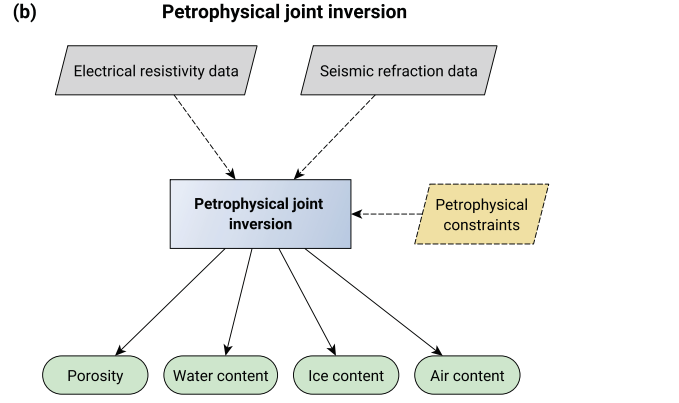 (b) Petrophysical joint inversion
Electrical resistivity data
Seismic refraction data
Petrophysical joint
inversion
Petrophysical
constraints
Porosity
Water content
Ice content
Air content